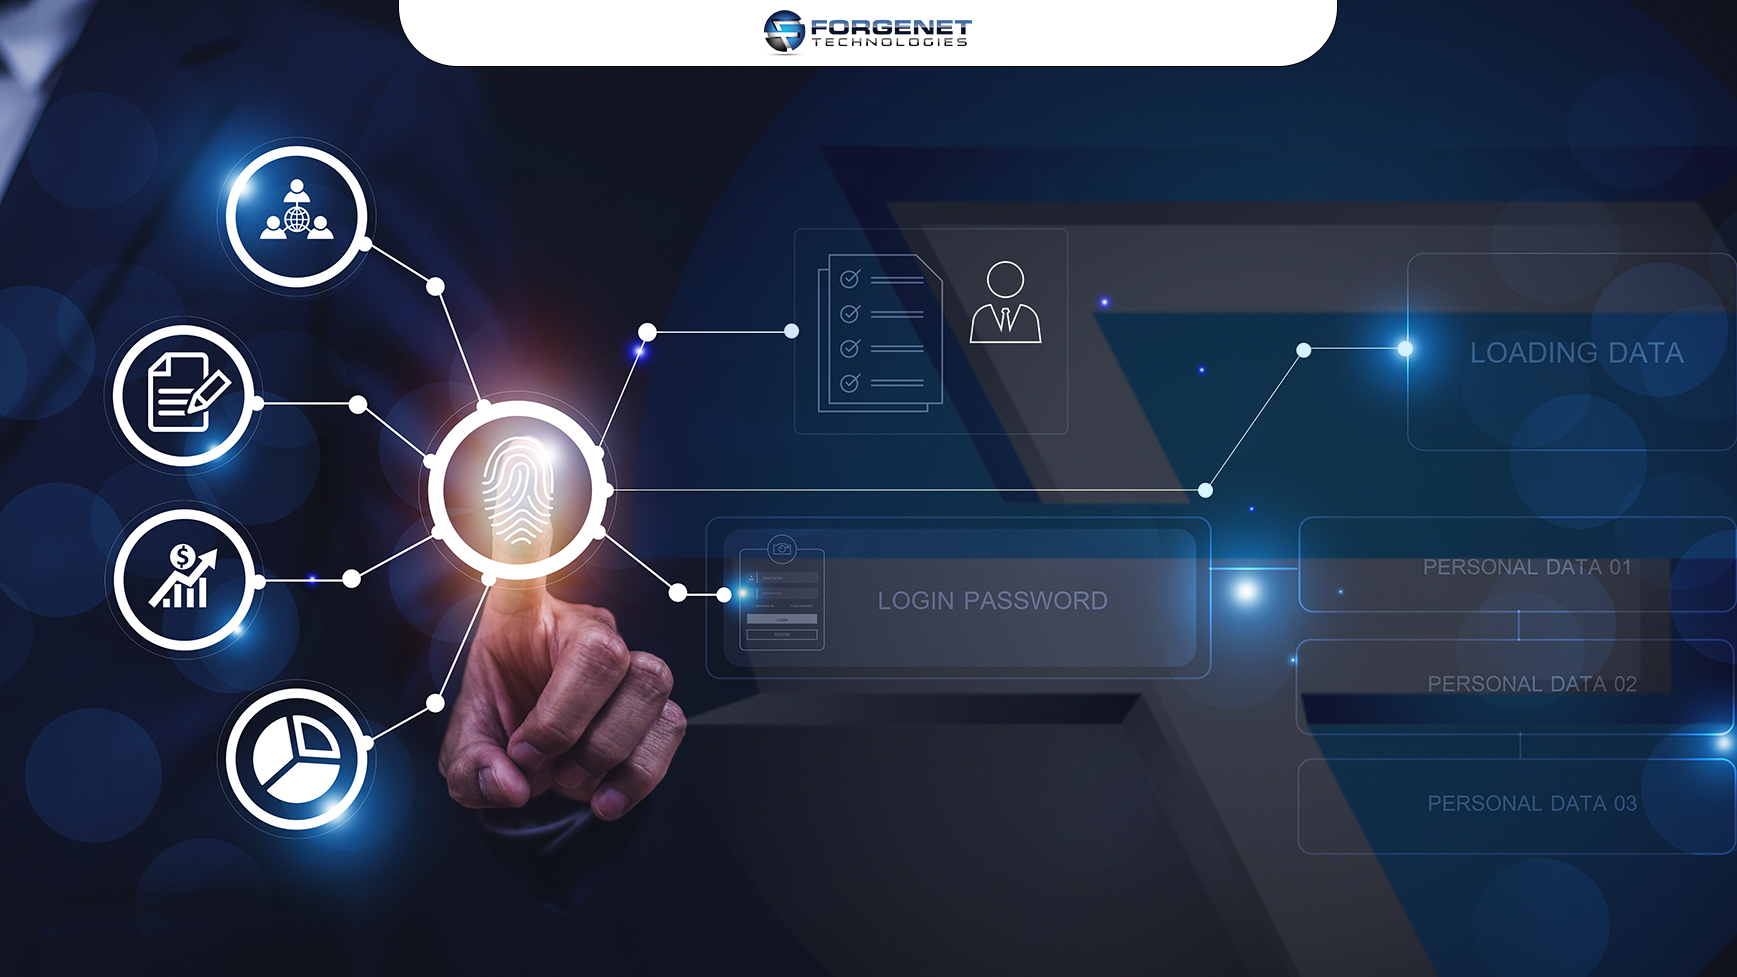 FORGENET
TECHNOLOGIES
LOADING DATA
PERSONAL DATA 01
LOGIN PASSWORD
PERSONAL DATA 02
PERSONAL DATA 03